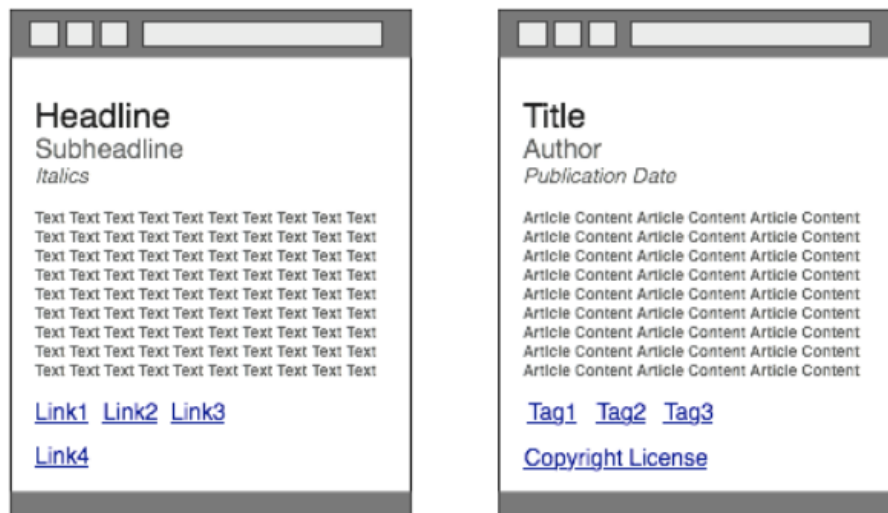 Headline
Subheadline
Italics
Text Text Text Text Text Text Text Text Text Text
Text Text Text Text Text Text Text Text Text Text
Text Text Text Text Text Text Text Text Text Text
Text Text Text Text Text Text Text Text Text Text
Text Text Text Text Text Text Text Text Text Text
Text Text Text Text Text Text Text Text Text Text
Text Text Text Text Text Text Text Text Text Text
Text Text Text Text Text Text Text Text Text Text
Text Text Text Text Text Text Text Text Text Text
Link1 Link2 Link3
Link4
Title
Author
Publication Date
Article Content Article Content Article Content
Article Content Article Content Article Content
Article Content Article Content Article Content
Article Content Article Content Article Content
Article Content Article Content Article Content
Article Content Article Content Article Content
Article Content Article Content Article Content
Article Content Article Content Article Content
Article Content Article Content Article Content
Tag1 Tag2 Tag3
Copyright License